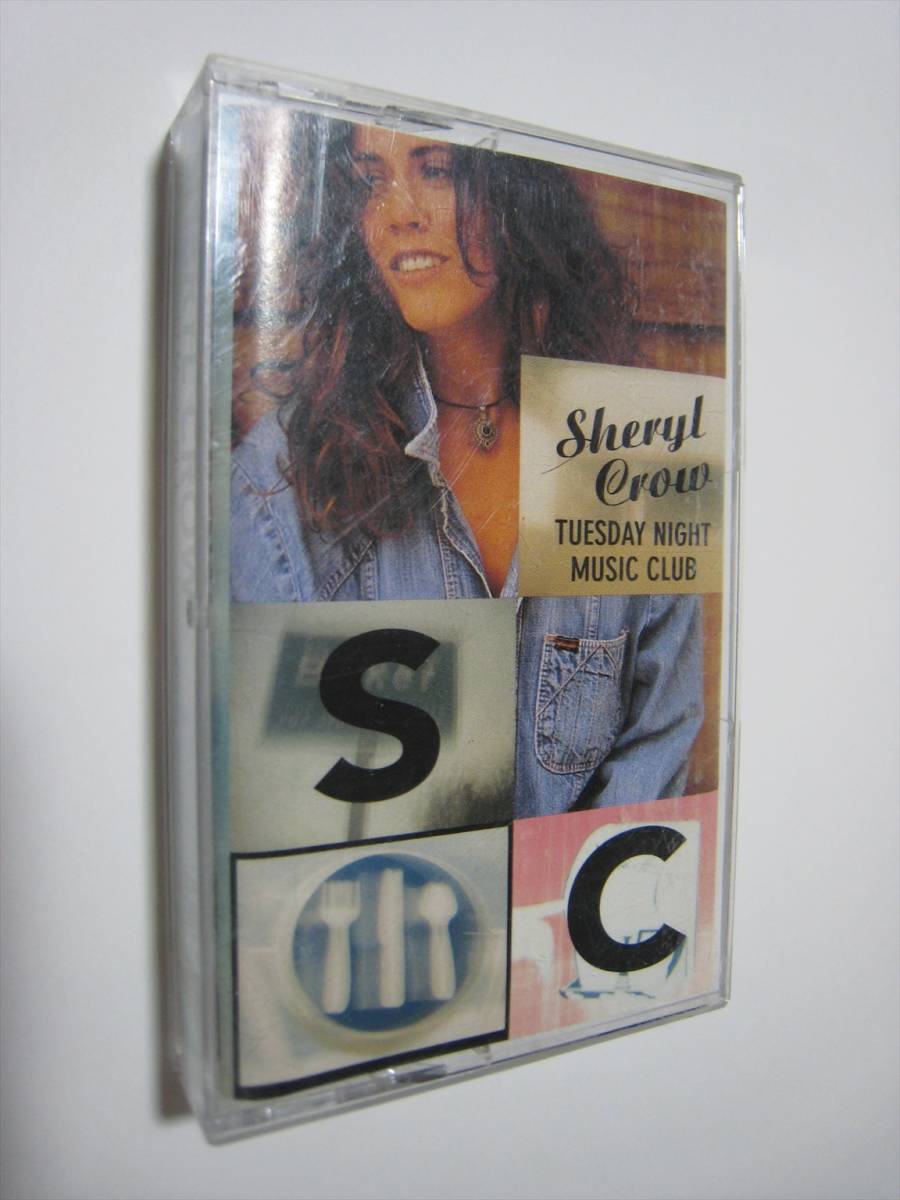 Sheryl
Crow
TUESDAY NIGHT
MUSIC CLUB
S
C